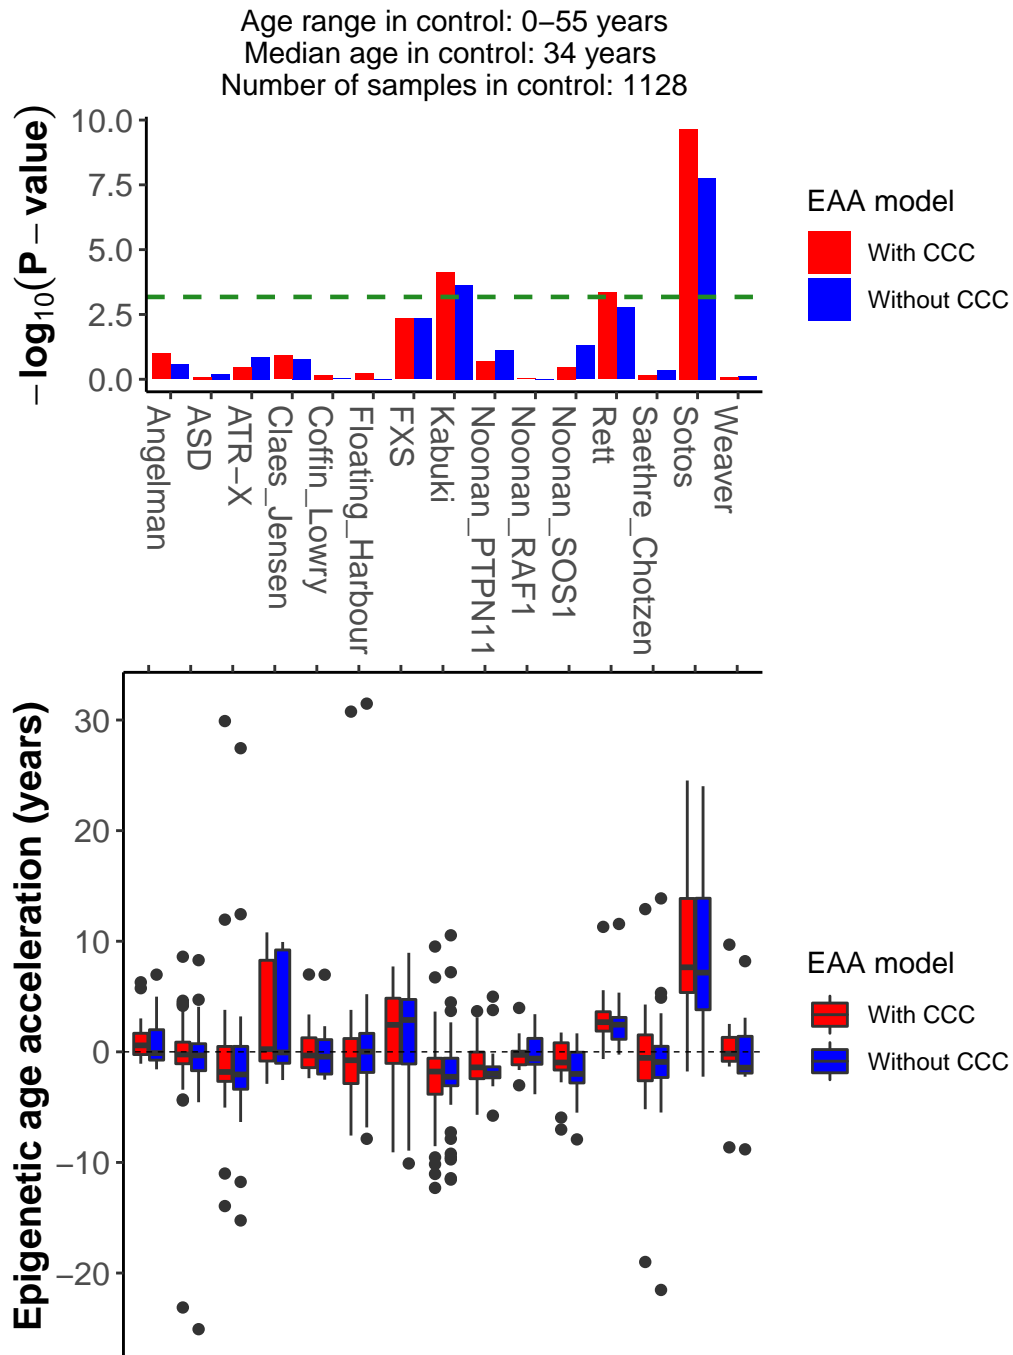 Age range in control: 0−55 years
Median age in control: 34 years
Number of samples in control: 1128
−log10(P − value)
10.0
7.5
5.0
2.5
0.0
Angelman
ASD
ATR−X
Claes_Jensen
Coffin_Lowry
Floating_Harbour
FXS
Kabuki
Noonan_PTPN11
Noonan_RAF1
Noonan_SOS1
Rett
Saethre_Chotzen
Sotos
Weaver
EAA model
With CCC
Without CCC
Epigenetic age acceleration (years)
30
20
10
0
−10
−20
EAA model
With CCC
Without CCC